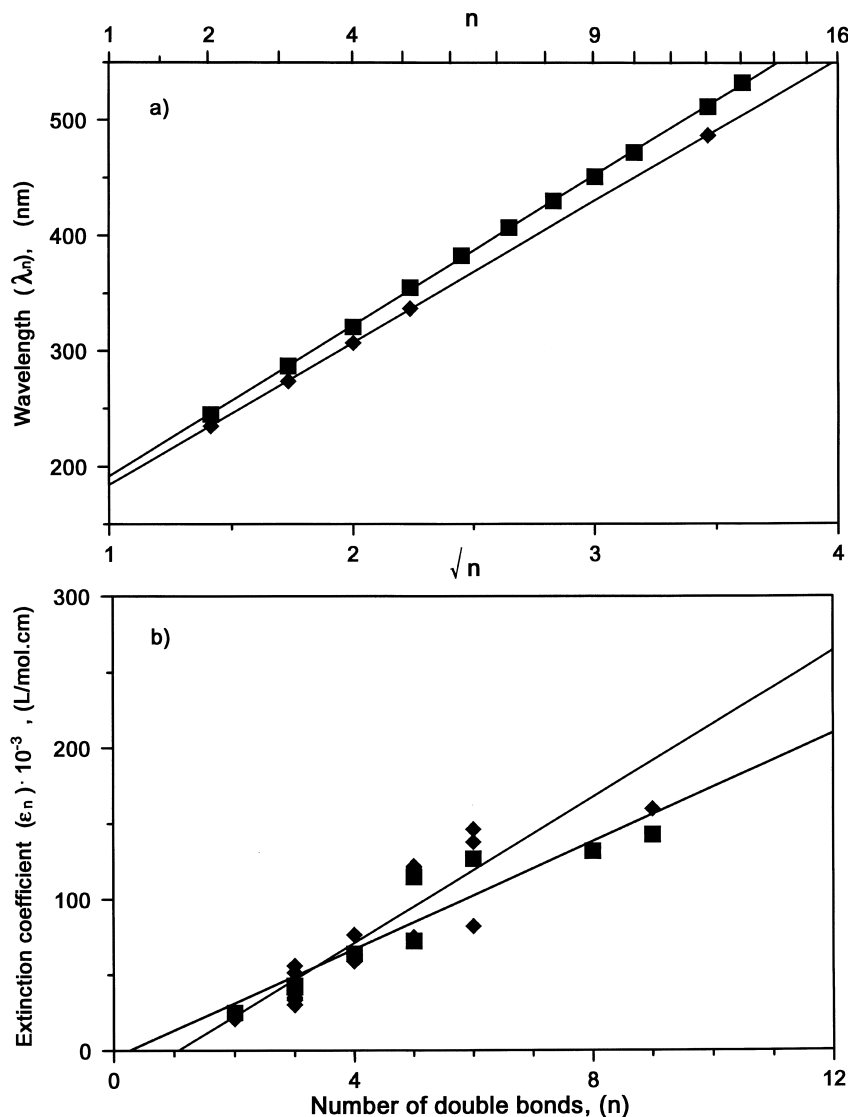 n
1 2 4 9 16
a)
500
400
300
200
Wavelength (λn), (nm)
1 2 3 4
√n
300
200
100
0
b)
Extinction coefficient (εn) · 10⁻³ , (L/mol.cm)
0 4 8 12
Number of double bonds, (n)